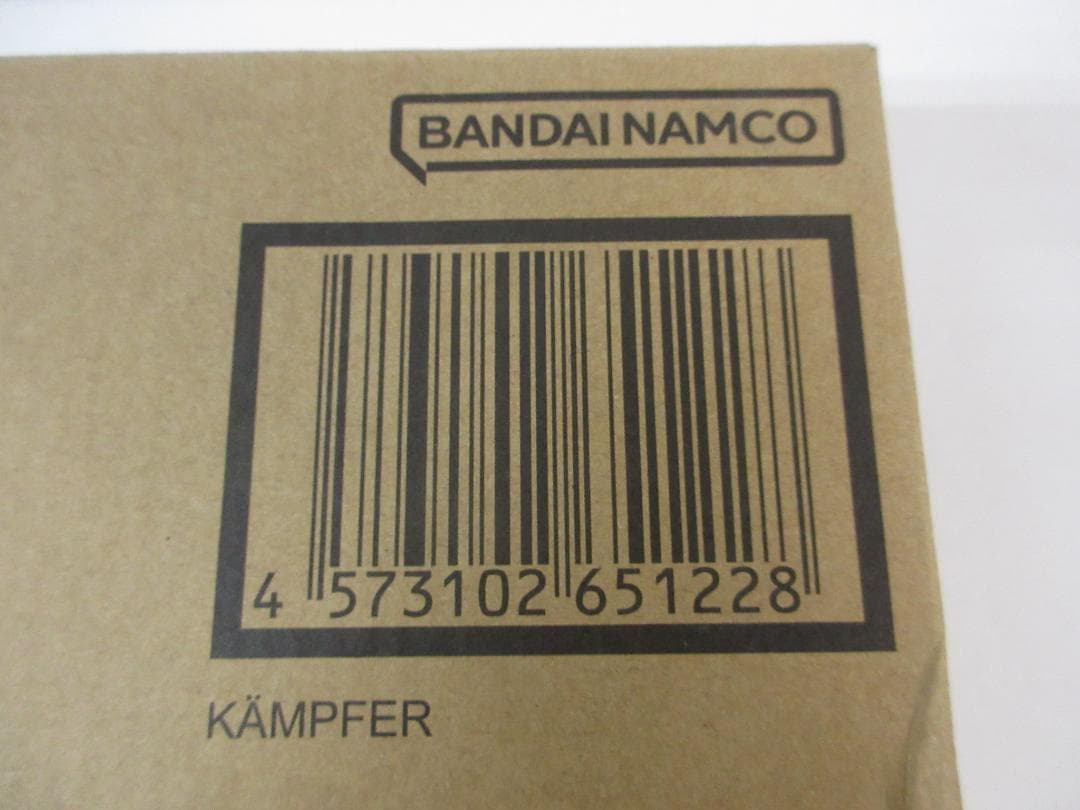 BANDAI NAMCO
4 573102 651228
KÄMPFER